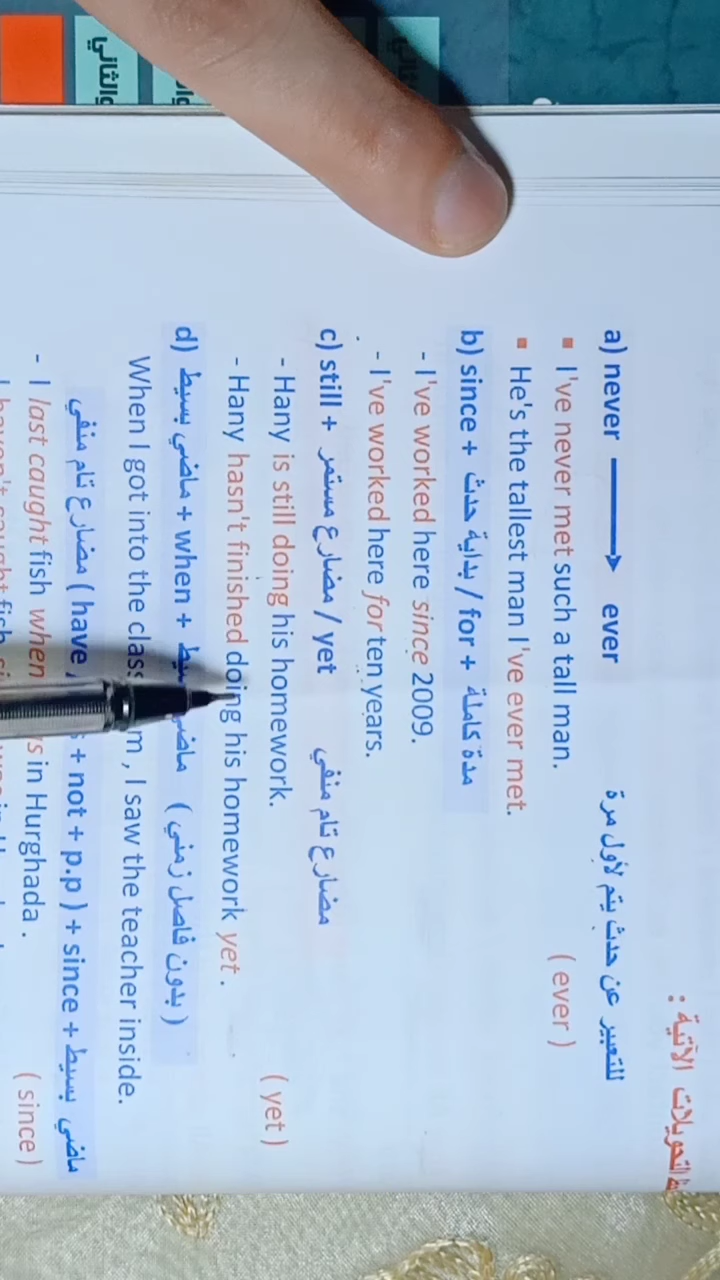 التحويلات الآتية :
a) never ⟶ ever للتعبير عن حدث يتم لأول مرة
▪ I've never met such a tall man. ( ever )
▪ He's the tallest man I've ever met.
b) since + بداية حدث / for + مدة كاملة
- I've worked here since 2009.
- I've worked here for ten years.
c) still + مضارع مستمر / yet مضارع تام منفي
- Hany is still doing his homework. ( yet )
- Hany hasn't finished doing his homework yet.
d) ماضي بسيط + when + ماضي ( بدون فاصل زمني )
When I got into the , I saw the teacher inside.
مضارع تام منفي ( have + not + p.p ) + since + ماضي بسيط
- I last caught fish when in Hurghada. ( since )
والثاني